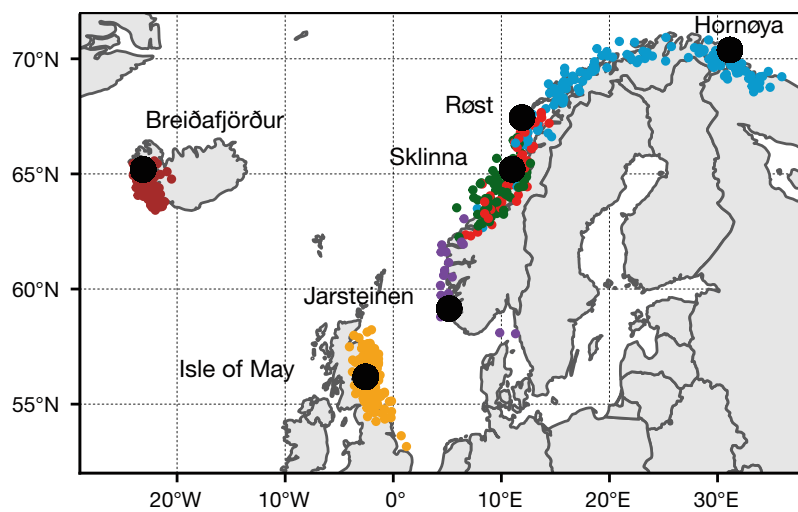 Hornøya
70°N
Røst
Breiðafjörður
Sklinna
65°N
60°N
Jarsteinen
Isle of May
55°N
20°W 10°W 0° 10°E 20°E 30°E